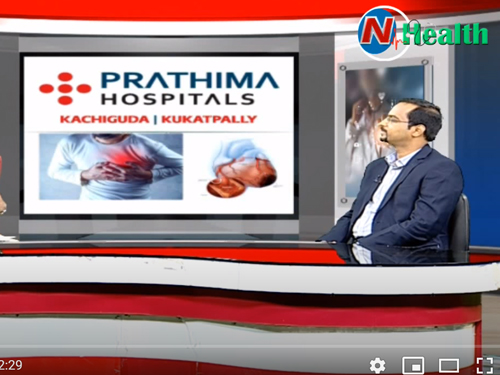 N Health
PRATHIMA
HOSPITALS
KACHIGUDA | KUKATPALLY
2:29